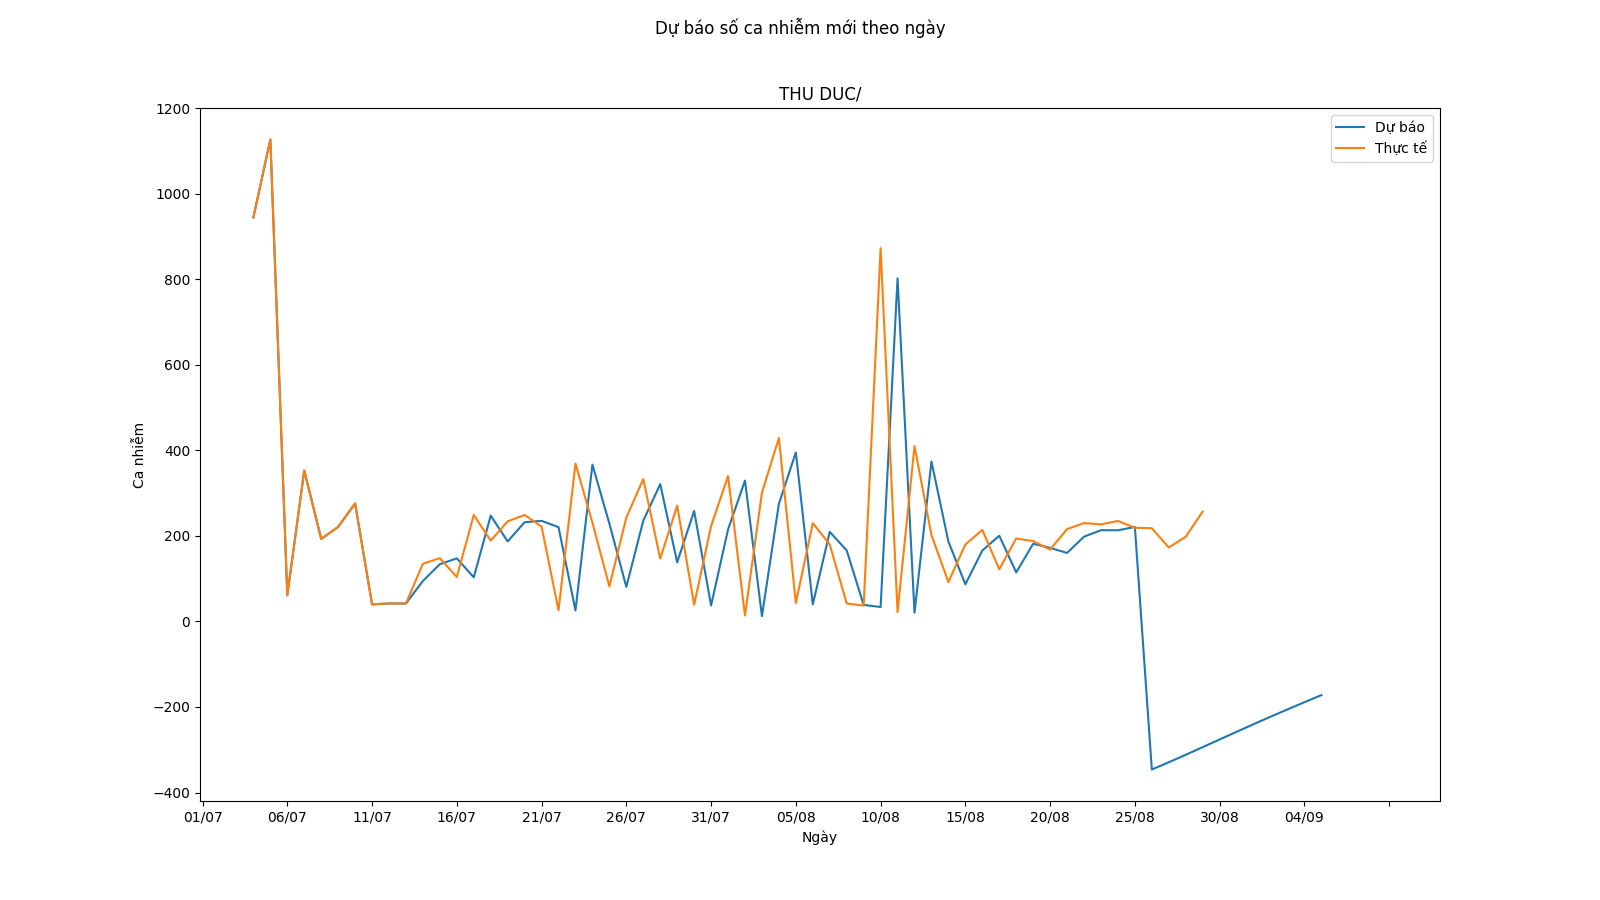 Dự báo số ca nhiễm mới theo ngày
THU DUC/
Dự báo
Thực tế
1200
1000
800
600
400
200
0
−200
−400
Ca nhiễm
01/07 06/07 11/07 16/07 21/07 26/07 31/07 05/08 10/08 15/08 20/08 25/08 30/08 04/09
Ngày